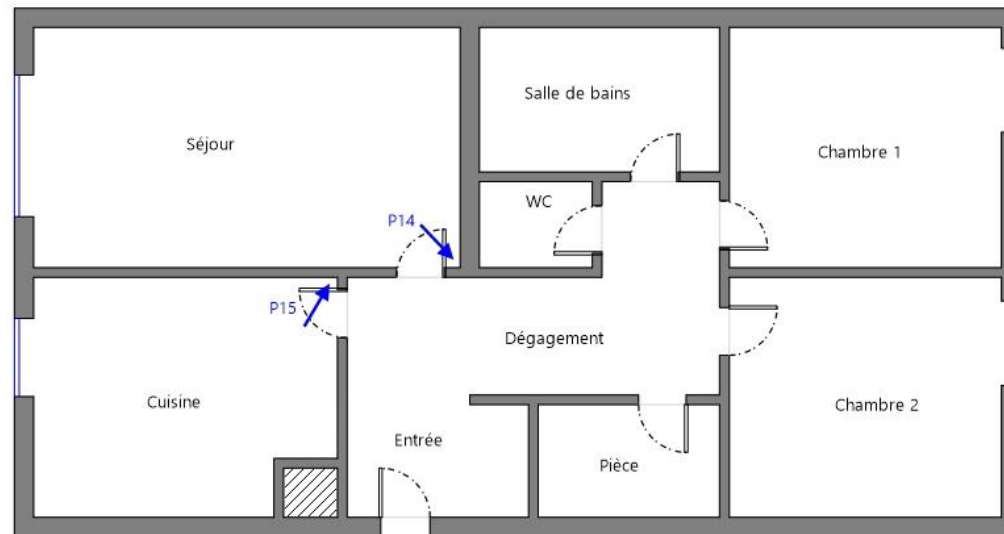 Salle de bains
Séjour
Chambre 1
WC
P14
P15
Dégagement
Cuisine
Chambre 2
Entrée
Pièce